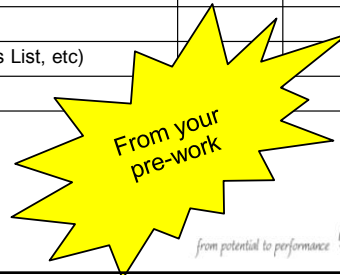 s List, etc)
From your
pre-work
from potential to performance